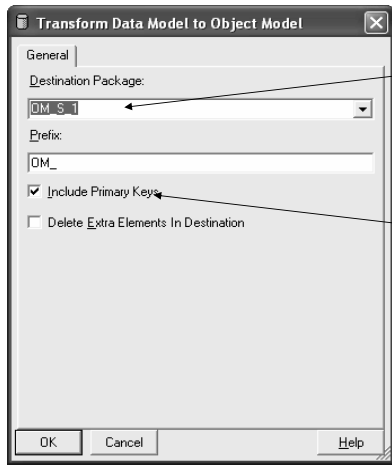 Transform Data Model to Object Model
General
Destination Package:
OM_S_1
Prefix:
OM_
Include Primary Keys
Delete Extra Elements In Destination
OK Cancel Help